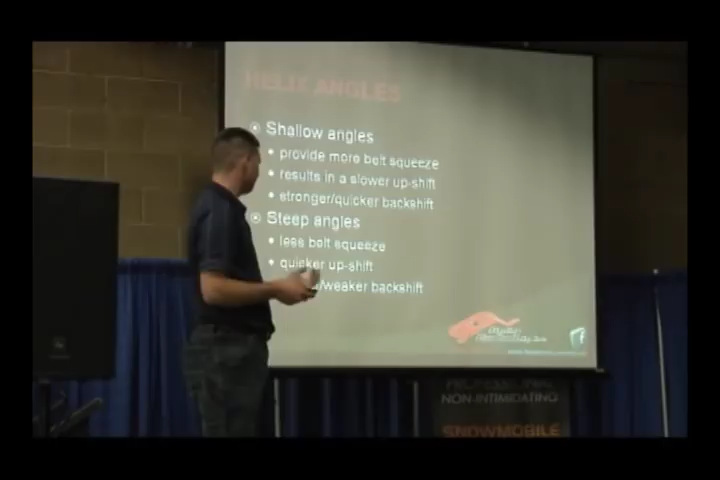 HELIX ANGLES
Shallow angles
provide more belt squeeze
results in a slower up-shift
stronger/quicker backshift
Steep angles
less belt squeeze
quicker up-shift
/weaker backshift
PROFESSIONAL
NON-INTIMIDATING
SNOWMOBILE